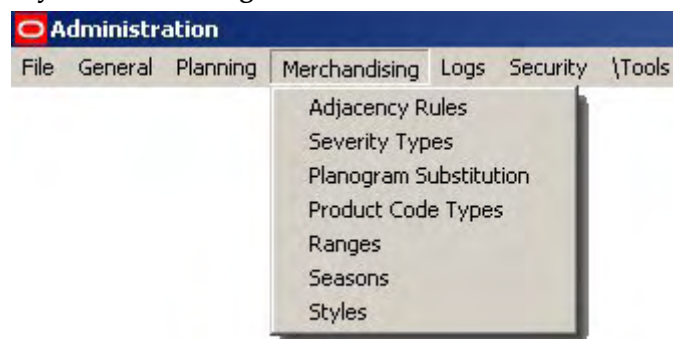 Administration
File General Planning Merchandising Logs Security \Tools
Adjacency Rules
Severity Types
Planogram Substitution
Product Code Types
Ranges
Seasons
Styles